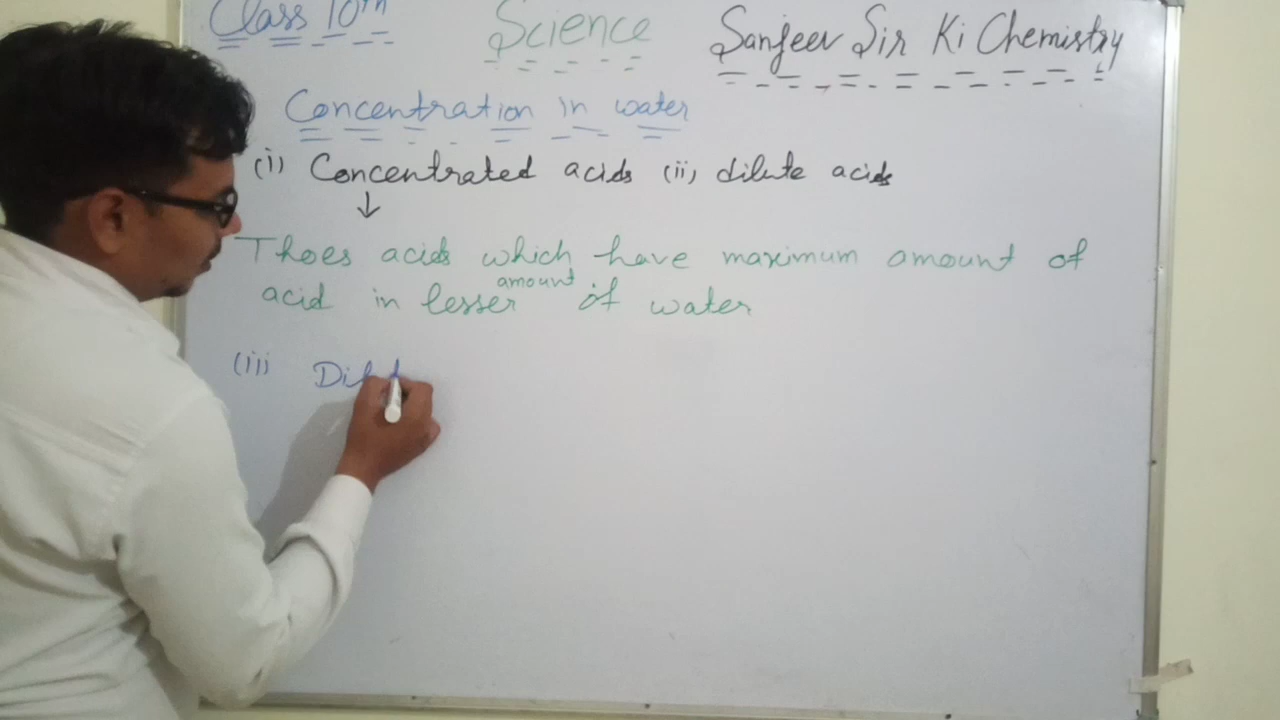 Class 10th Science Sanjeev Sir Ki Chemistry
Concentration in water
(i) Concentrated acids (ii) dilute acids
↓
Thoes acids which have maximum amount of
acid in lesser amount of water
(ii)